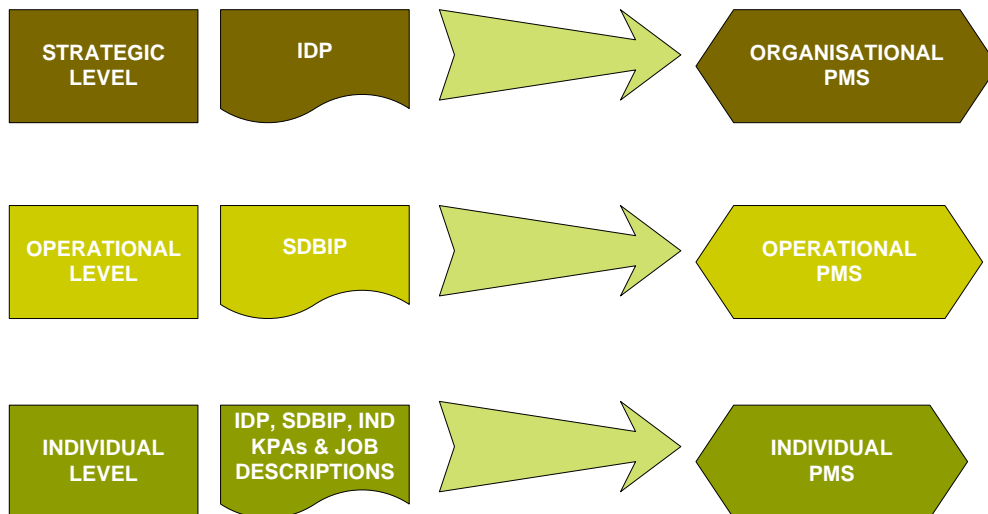 STRATEGIC
LEVEL
IDP
ORGANISATIONAL
PMS
OPERATIONAL
LEVEL
SDBIP
OPERATIONAL
PMS
INDIVIDUAL
LEVEL
IDP, SDBIP, IND
KPAs & JOB
DESCRIPTIONS
INDIVIDUAL
PMS